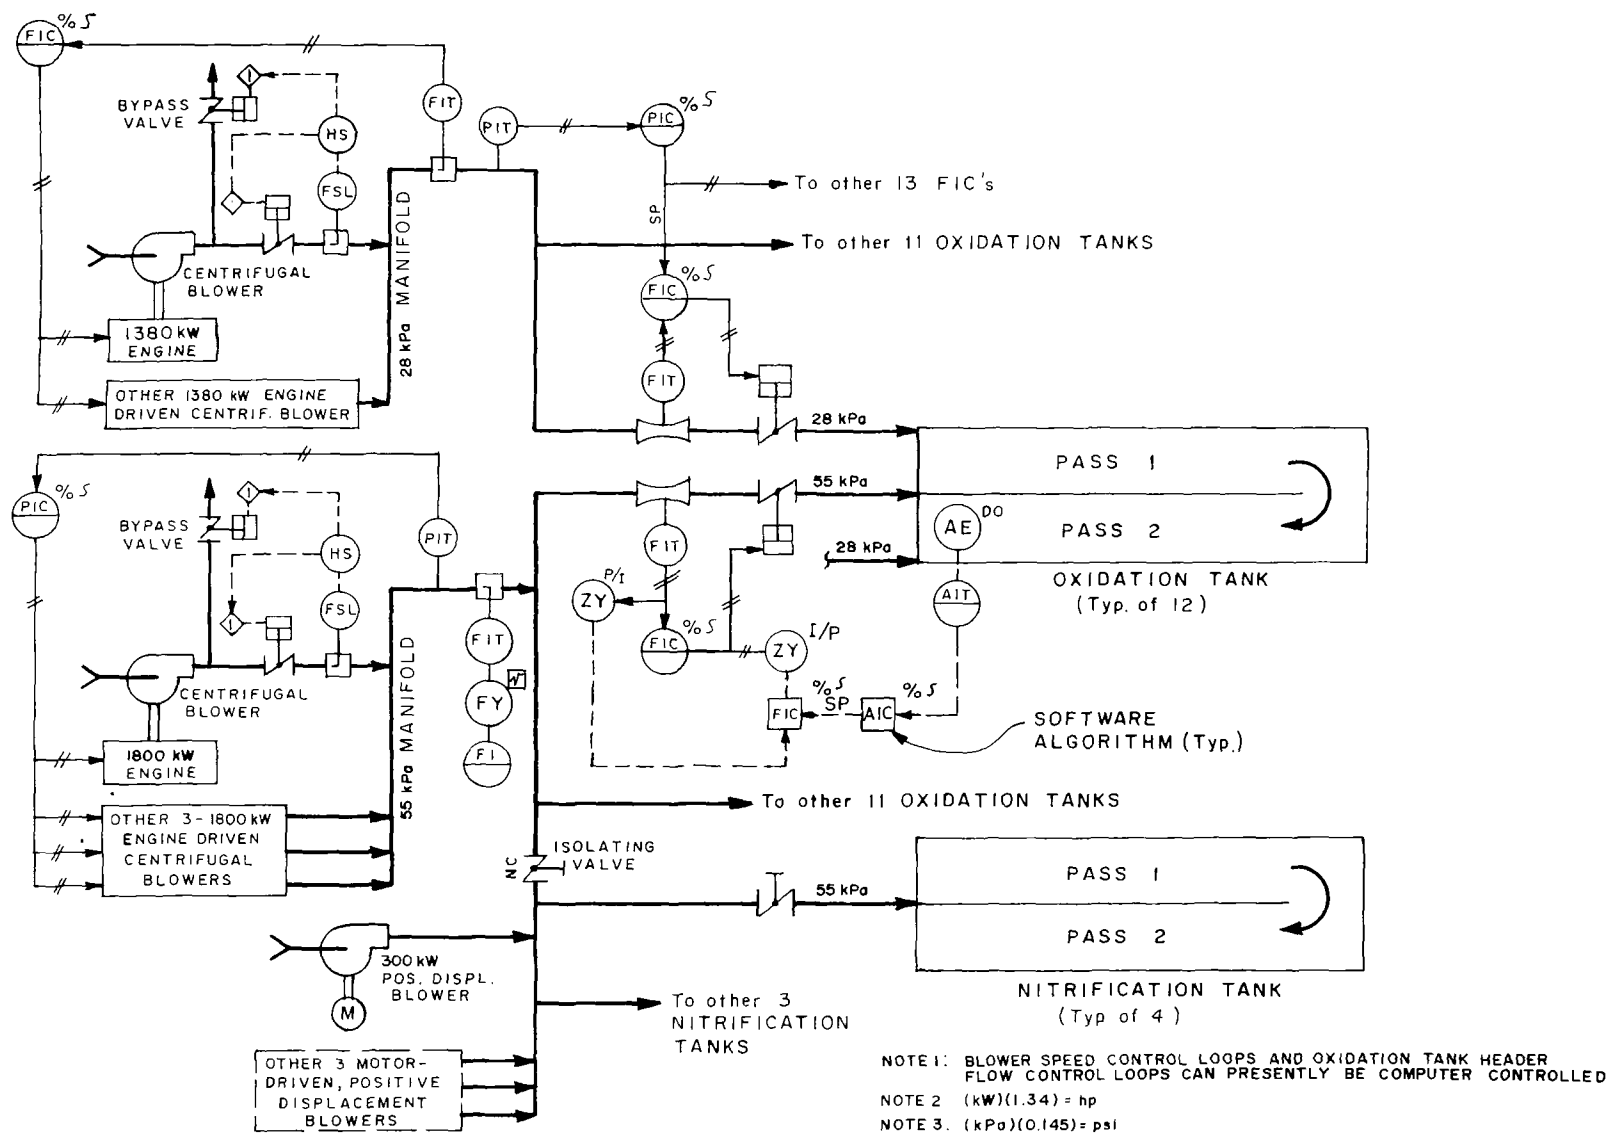 FIC
%S
BYPASS
VALVE
I
HS
FSL
FIT
PIT
PIC
%S
To other 13 FIC's
SP
To other 11 OXIDATION TANKS
FIC
%S
FIT
CENTRIFUGAL
BLOWER
1380 kW
ENGINE
28 kPa MANIFOLD
OTHER 1380 kW ENGINE
DRIVEN CENTRIF. BLOWER
28 kPa
PASS 1
55 kPa
PASS 2
AE
DO
28 kPa
OXIDATION TANK
(Typ. of 12)
AIT
PIC
%S
BYPASS
VALVE
I
HS
I
FSL
PIT
CENTRIFUGAL
BLOWER
1800 kW
ENGINE
55 kPa MANIFOLD
FIT
FY
√
FI
FIT
P/I
ZY
FIC
%S
I/P
ZY
%S
SP
FIC
%S
AIC
SOFTWARE
ALGORITHM (Typ.)
OTHER 3-1800 kW
ENGINE DRIVEN
CENTRIFUGAL
BLOWERS
To other 11 OXIDATION TANKS
NC
ISOLATING
VALVE
55 kPa
PASS 1
PASS 2
NITRIFICATION TANK
(Typ of 4)
300 kW
POS. DISPL.
BLOWER
M
To other 3
NITRIFICATION
TANKS
OTHER 3 MOTOR-
DRIVEN, POSITIVE
DISPLACEMENT
BLOWERS
NOTE 1: BLOWER SPEED CONTROL LOOPS AND OXIDATION TANK HEADER
FLOW CONTROL LOOPS CAN PRESENTLY BE COMPUTER CONTROLLED
NOTE 2 (kW)(1.34) = hp
NOTE 3. (kPa)(0.145) = psi